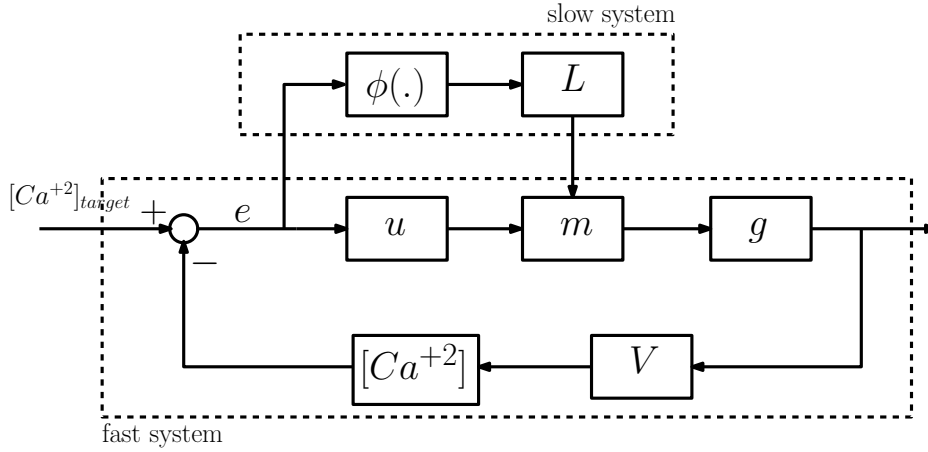 slow system
ϕ(.)
L
[Ca⁺²]target
+
e
u
m
g
−
[Ca⁺²]
V
fast system